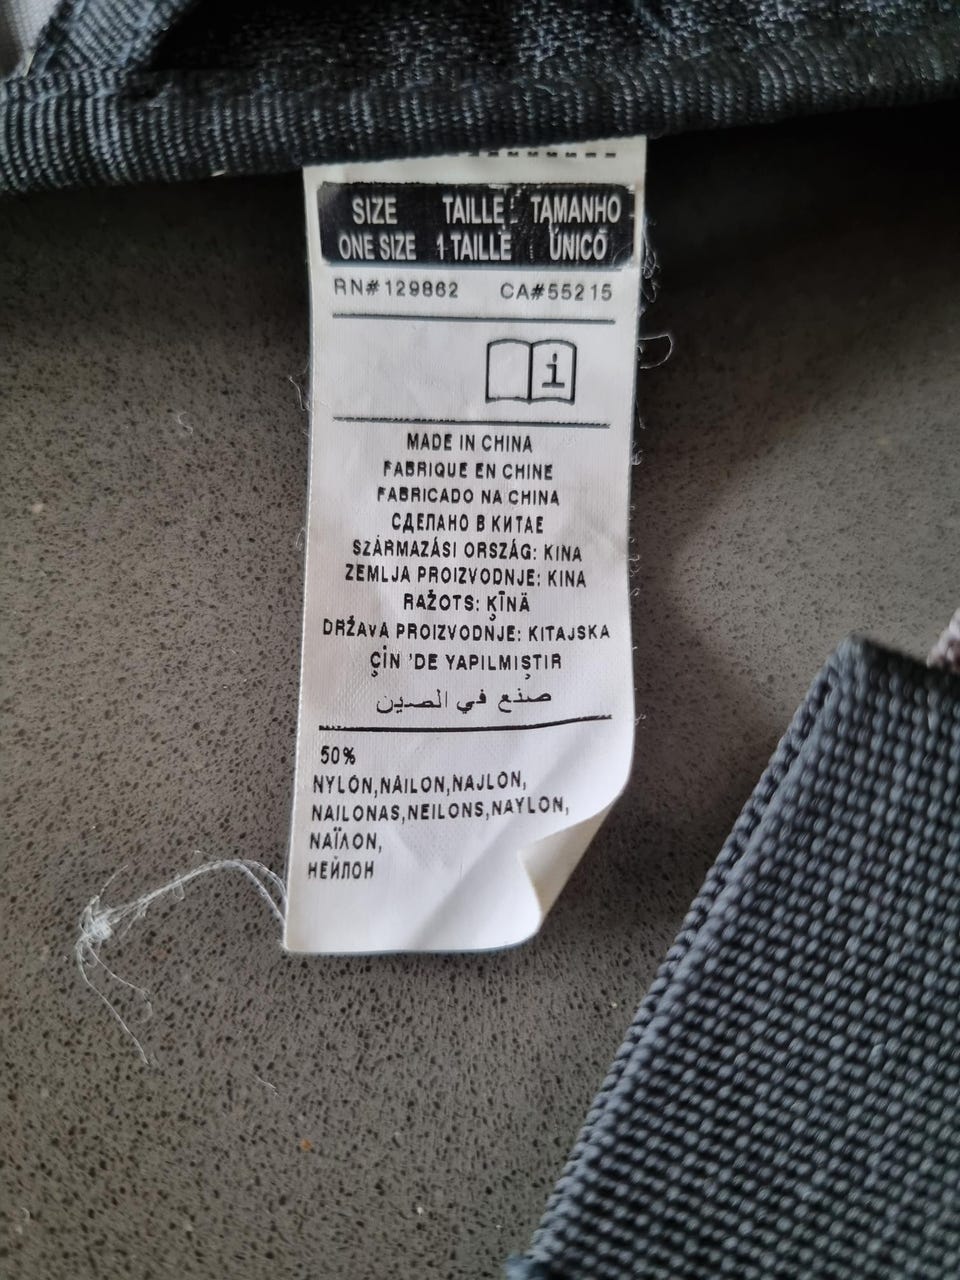 SIZE TAILLE TAMANHO
ONE SIZE 1 TAILLE ÚNICO
RN#129862 CA#55215
i
MADE IN CHINA
FABRIQUE EN CHINE
FABRICADO NA CHINA
СДЕЛАНО В КИТАЕ
SZÁRMAZÁSI ORSZÁG: KINA
ZEMLJA PROIZVODNJE: KINA
RAŽOTS: ĶĪNĀ
DRŽAVA PROIZVODNJE: KITAJSKA
ÇİN 'DE YAPILMIŞTIR
صنع في الصين
50%
NYLON,NAILON,NAJLON,
NAILONAS,NEILONS,NAYLON,
ΝΑΪΛΟΝ,
НЕЙЛОН